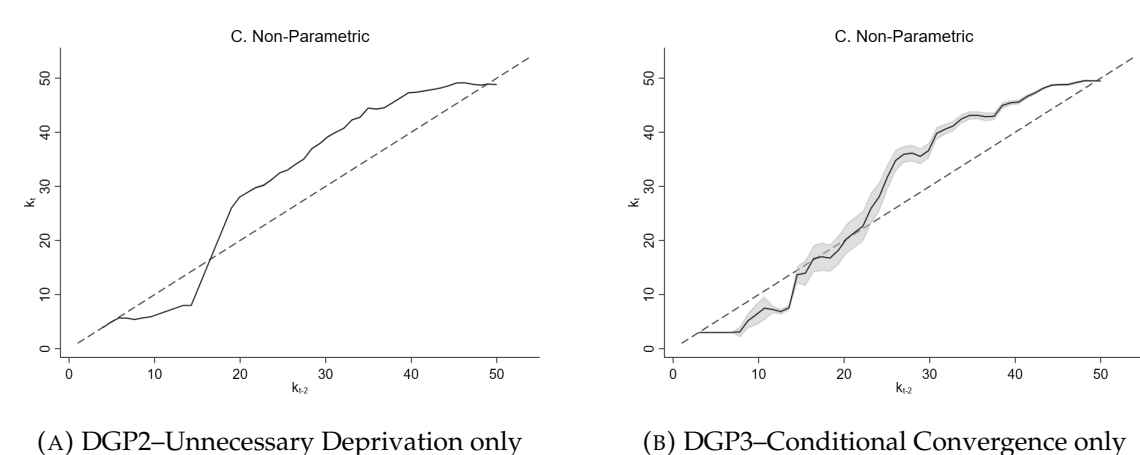 C. Non-Parametric
50
40
30
20
10
0
kₜ
0 10 20 30 40 50
kₜ₋₂
(A) DGP2–Unnecessary Deprivation only
C. Non-Parametric
50
40
30
20
10
0
kₜ
0 10 20 30 40 50
kₜ₋₂
(B) DGP3–Conditional Convergence only